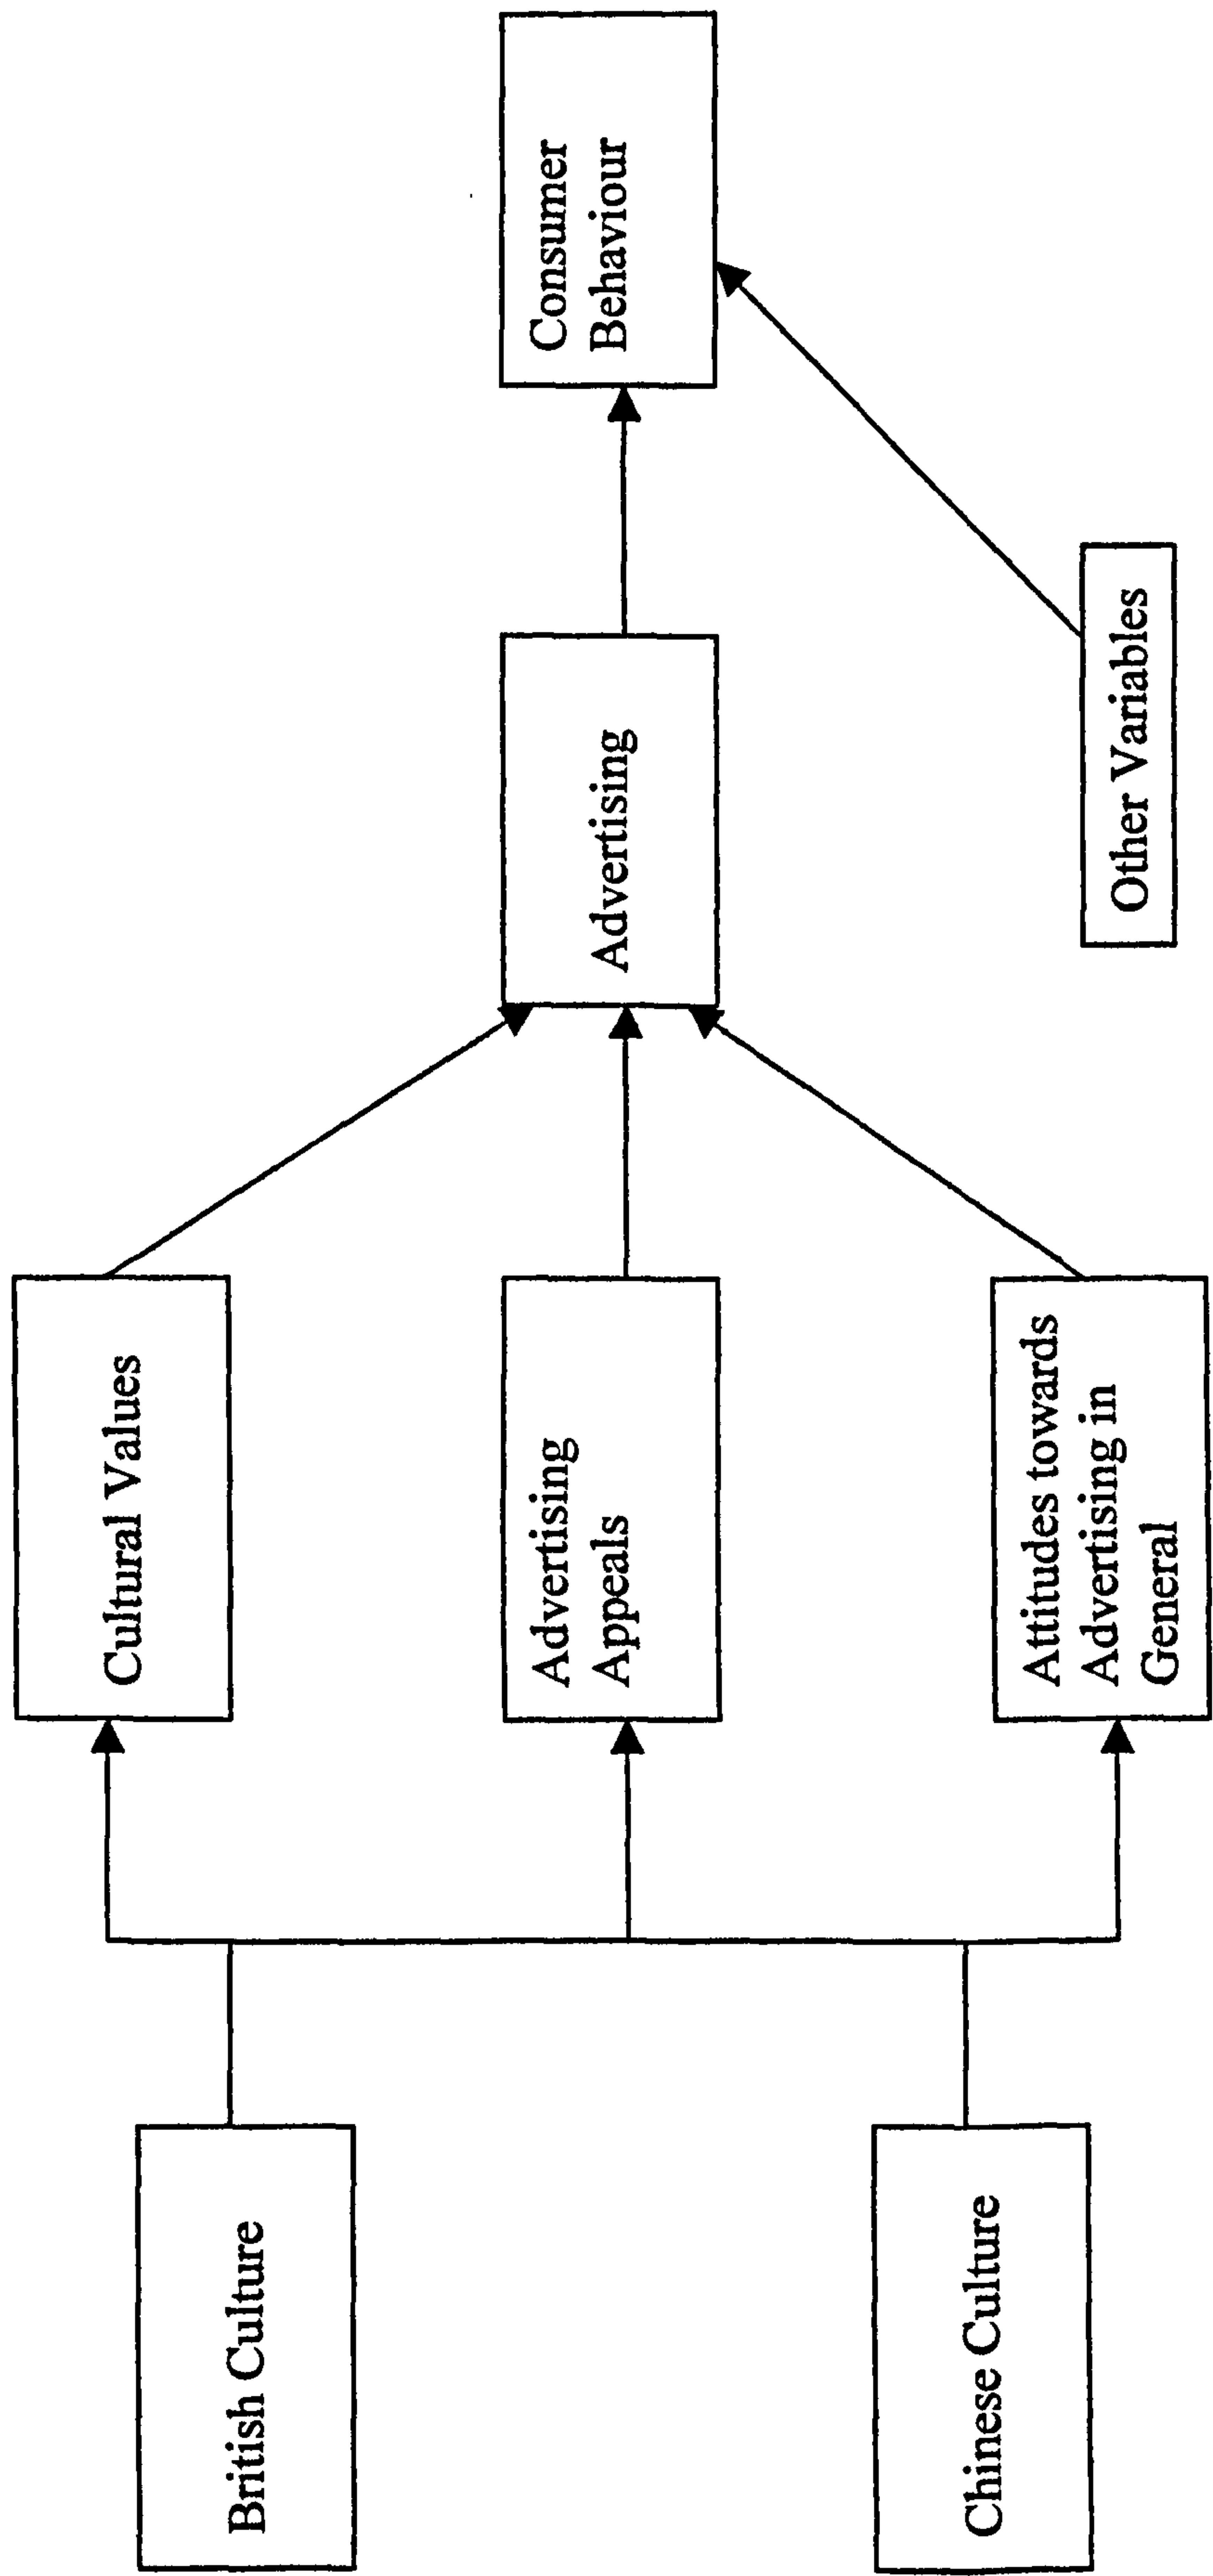 British Culture
Chinese Culture
Cultural Values
Advertising
Appeals
Attitudes towards
Advertising in
General
Advertising
Other Variables
Consumer
Behaviour